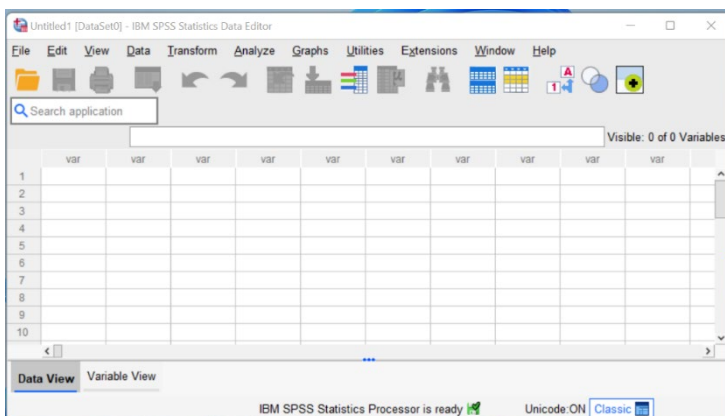 Untitled1 [DataSet0] - IBM SPSS Statistics Data Editor
File Edit View Data Transform Analyze Graphs Utilities Extensions Window Help
1 A
Search application
Visible: 0 of 0 Variables
var var var var var var var var var var
1
2
3
4
5
6
7
8
9
10
Data View Variable View
IBM SPSS Statistics Processor is ready Unicode:ON Classic